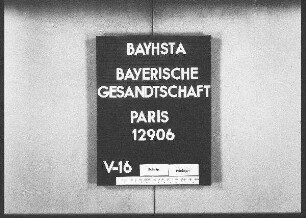 BAYHSTA
BAYERISCHE
GESANDTSCHAFT
PARIS
12906
V-16